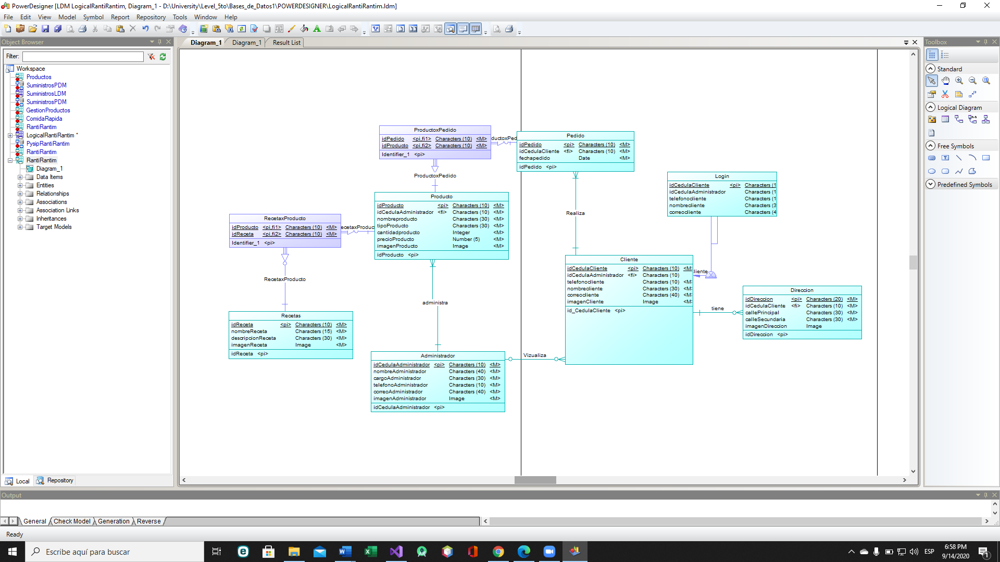 PowerDesigner [LDM LogicalRantiRantim, Diagram_1 - D:\University\Level_5to\Bases_de_Datos1\POWERDESIGNER\LogicalRantiRantim.ldm]
File Edit View Model Symbol Report Repository Tools Window Help
Object Browser
Filter:
Workspace
Productos
SuministrosPDM
SuministrosLDM
SuministrosPDM
GestionProductos
ComidaRapida
RantiRantim
LogicalRantiRantim *
PysipRantiRantim
RantiRantim
RantiRantim
Diagram_1
Data Items
Entities
Relationships
Associations
Association Links
Inheritances
Target Models
Local Repository
Diagram_1 Diagram_1 Result List
ProductoxPedido
idPedido <pi,fi1> Characters (10) <M>
idProducto <pi,fi2> Characters (10) <M>
Identifier_1 <pi>
ductoxPed
ProductoxPedido
Pedido
idPedido <pi> Characters (10) <M>
idCedulaCliente <fi> Characters (10) <M>
fechapedido Date <M>
idPedido <pi>
Realiza
Login
idCedulaCliente <pi> Characters (1
idCedulaAdministrador Characters (1
telefonocliente Characters (1
nombrecliente Characters (3
correocliente Characters (4
Producto
idProducto <pi> Characters (10) <M>
idCedulaAdministrador <fi> Characters (10) <M>
nombreproducto Characters (30) <M>
tipoProducto Characters (30) <M>
cantidadproducto Integer <M>
precioProducto Number (5) <M>
imagenProducto Image <M>
idProducto <pi>
RecetaxProducto
idProducto <pi,fi1> Characters (10) <M>
idReceta <pi,fi2> Characters (10) <M>
Identifier_1 <pi>
ecetaxProduct
RecetaxProducto
administra
Cliente
idCedulaCliente <pi> Characters (10) <M>
idCedulaAdministrador <fi> Characters (10)
telefonocliente Characters (10) <M>
nombrecliente Characters (30) <M>
correocliente Characters (40) <M>
imagenCliente Image <M>
id_CedulaCliente <pi>
liente
tiene
Direccion
idDireccion <pi> Characters (20) <M>
idCedulaCliente <fi> Characters (10) <M>
callePrincipal Characters (30) <M>
calleSecundaria Characters (30) <M>
imagenDireccion Image
idDireccion <pi>
Recetas
idReceta <pi> Characters (10) <M>
nombreReceta Characters (15) <M>
descripcionReceta Characters (30) <M>
imagenReceta Image <M>
idReceta <pi>
Administrador
idCedulaAdministrador <pi> Characters (10) <M>
nombreAdministrador Characters (40) <M>
cargoAdministrador Characters (30) <M>
telefonoAdministrador Characters (10) <M>
correoAdministrador Characters (40) <M>
imagenAdministrador Image <M>
idCedulaAdministrador <pi>
Vizualiza
Toolbox
Standard
Logical Diagram
Free Symbols
Predefined Symbols
Output
General Check Model Generation Reverse
Ready
Escribe aquí para buscar
ESP
6:58 PM
9/14/2020
1